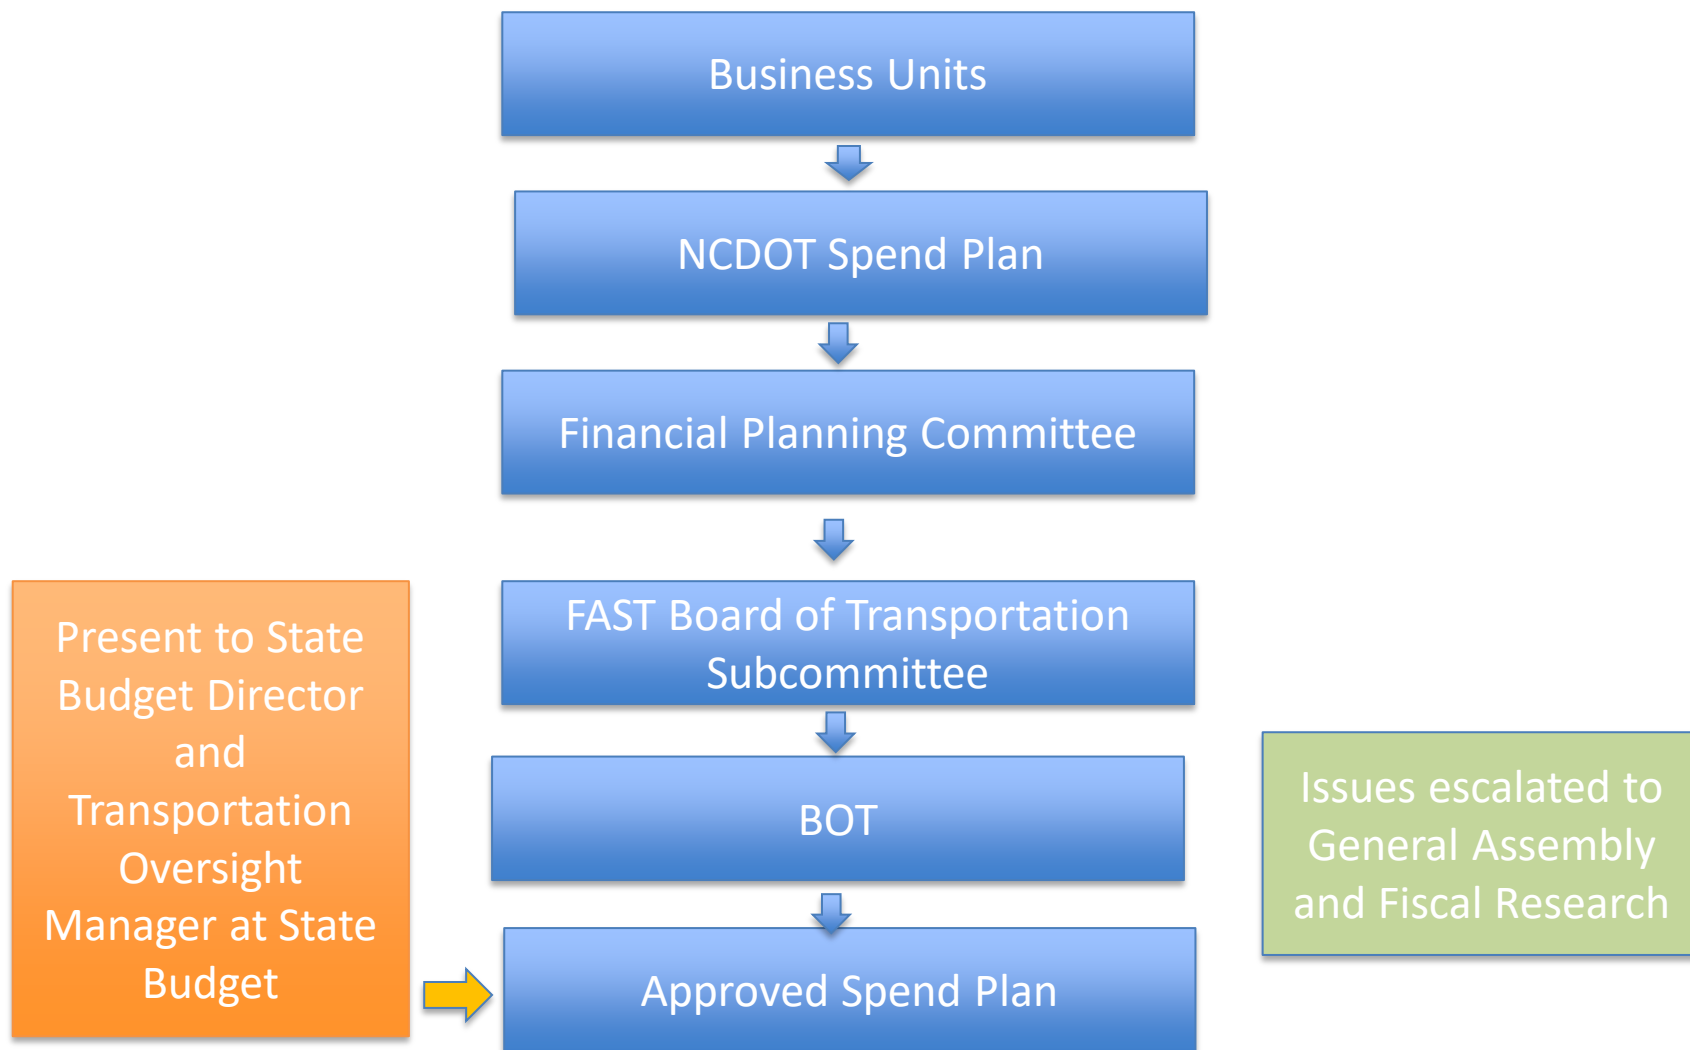 Business Units
NCDOT Spend Plan
Financial Planning Committee
FAST Board of Transportation
Subcommittee
Present to State
Budget Director
and
Transportation
Oversight
Manager at State
Budget
BOT
Issues escalated to
General Assembly
and Fiscal Research
Approved Spend Plan